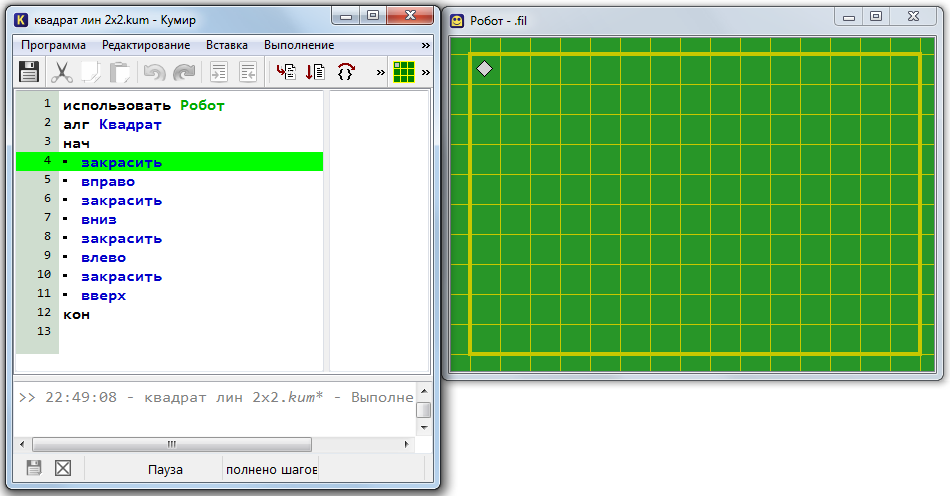 квадрат лин 2x2.kum - Кумир
Программа Редактирование Вставка Выполнение »
» »
1 использовать Робот
2 алг Квадрат
3 нач
4 закрасить
5 вправо
6 закрасить
7 вниз
8 закрасить
9 влево
10 закрасить
11 вверх
12 кон
13
>> 22:49:08 - квадрат лин 2x2.kum* - Выполне
Пауза полнено шагов
Робот - .fil